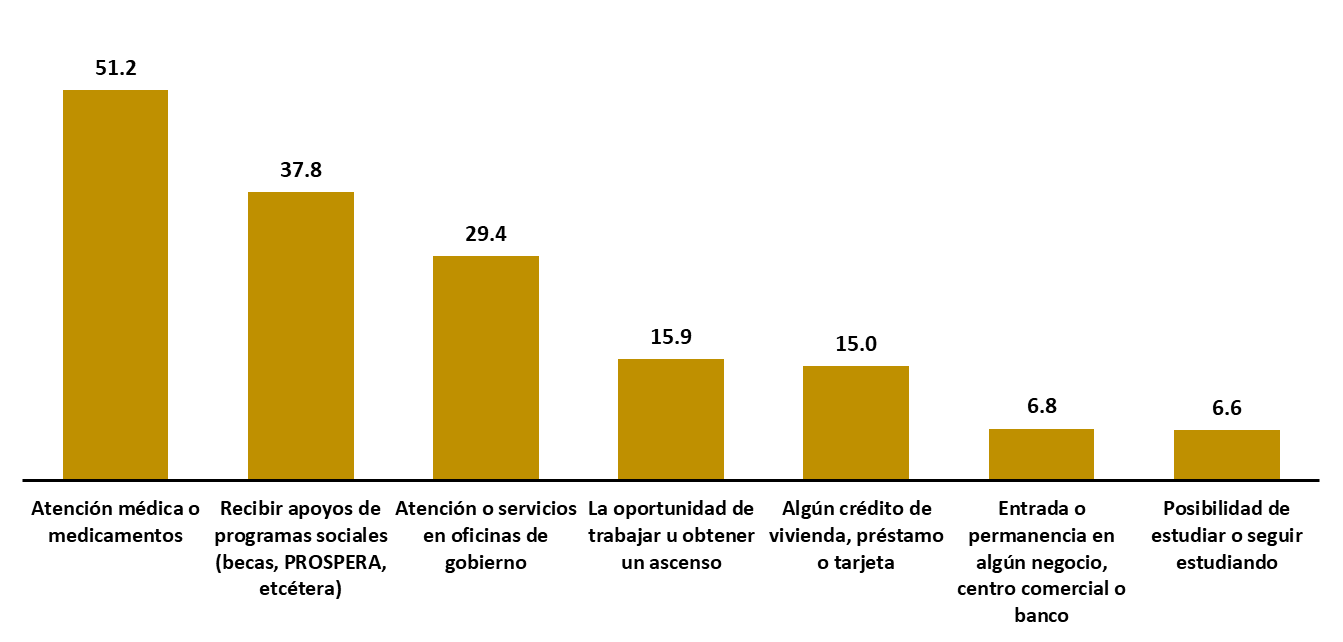 51.2
37.8
29.4
15.9
15.0
6.8
6.6
Atención médica o
medicamentos
Recibir apoyos de
programas sociales
(becas, PROSPERA,
etcétera)
Atención o servicios
en oficinas de
gobierno
La oportunidad de
trabajar u obtener
un ascenso
Algún crédito de
vivienda, préstamo
o tarjeta
Entrada o
permanencia en
algún negocio,
centro comercial o
banco
Posibilidad de
estudiar o seguir
estudiando